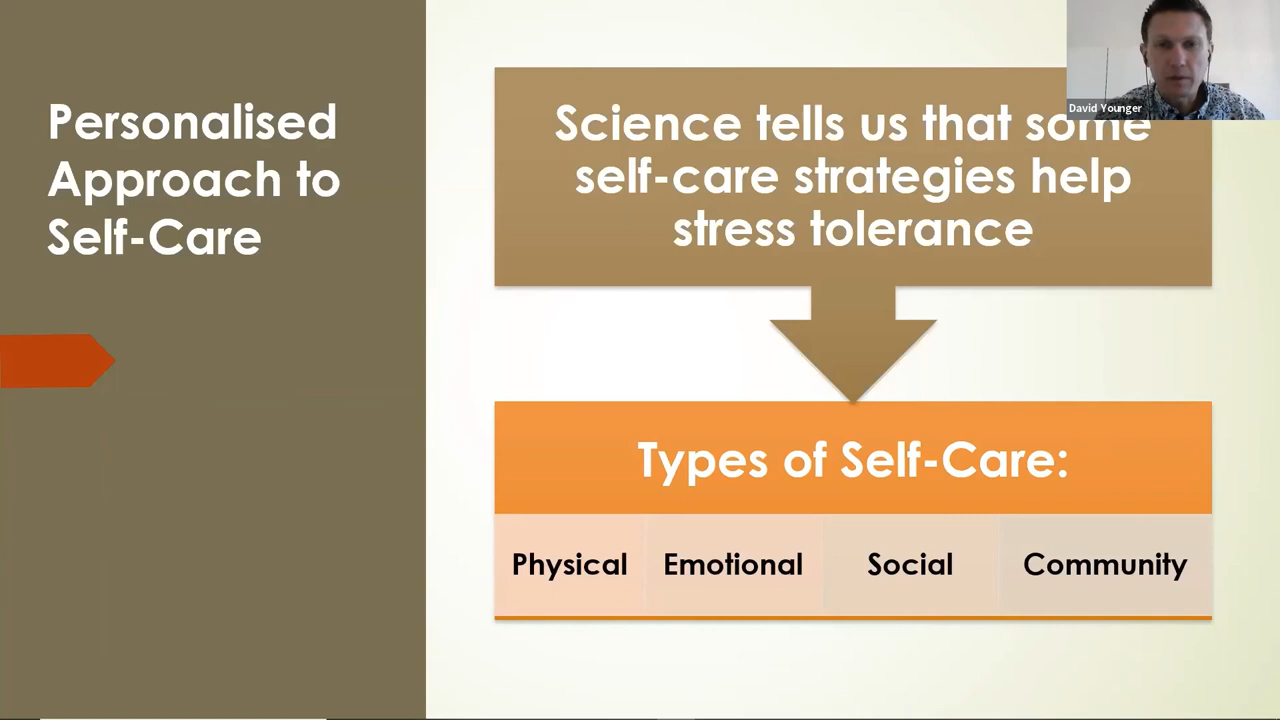 Personalised
Approach to
Self-Care
Science tells us that some
self-care strategies help
stress tolerance
Types of Self-Care:
Physical Emotional Social Community
David Younger